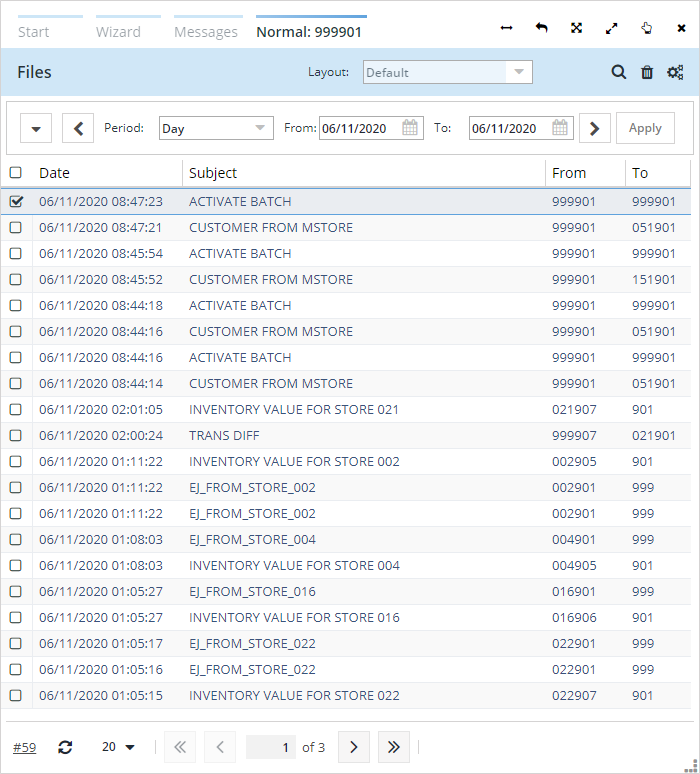 Start Wizard Messages Normal: 999901
Files Layout: Default
Period: Day From: 06/11/2020 To: 06/11/2020 Apply
Date Subject From To
06/11/2020 08:47:23 ACTIVATE BATCH 999901 999901
06/11/2020 08:47:21 CUSTOMER FROM MSTORE 999901 051901
06/11/2020 08:45:54 ACTIVATE BATCH 999901 999901
06/11/2020 08:45:52 CUSTOMER FROM MSTORE 999901 151901
06/11/2020 08:44:18 ACTIVATE BATCH 999901 999901
06/11/2020 08:44:16 CUSTOMER FROM MSTORE 999901 051901
06/11/2020 08:44:16 ACTIVATE BATCH 999901 999901
06/11/2020 08:44:14 CUSTOMER FROM MSTORE 999901 051901
06/11/2020 02:01:05 INVENTORY VALUE FOR STORE 021 021907 901
06/11/2020 02:00:24 TRANS DIFF 999907 021901
06/11/2020 01:11:22 INVENTORY VALUE FOR STORE 002 002905 901
06/11/2020 01:11:22 EJ_FROM_STORE_002 002901 999
06/11/2020 01:11:22 EJ_FROM_STORE_002 002901 999
06/11/2020 01:08:03 EJ_FROM_STORE_004 004901 999
06/11/2020 01:08:03 INVENTORY VALUE FOR STORE 004 004905 901
06/11/2020 01:05:27 EJ_FROM_STORE_016 016901 999
06/11/2020 01:05:27 INVENTORY VALUE FOR STORE 016 016906 901
06/11/2020 01:05:17 EJ_FROM_STORE_022 022901 999
06/11/2020 01:05:16 EJ_FROM_STORE_022 022901 999
06/11/2020 01:05:15 INVENTORY VALUE FOR STORE 022 022907 901
#59 20 1 of 3